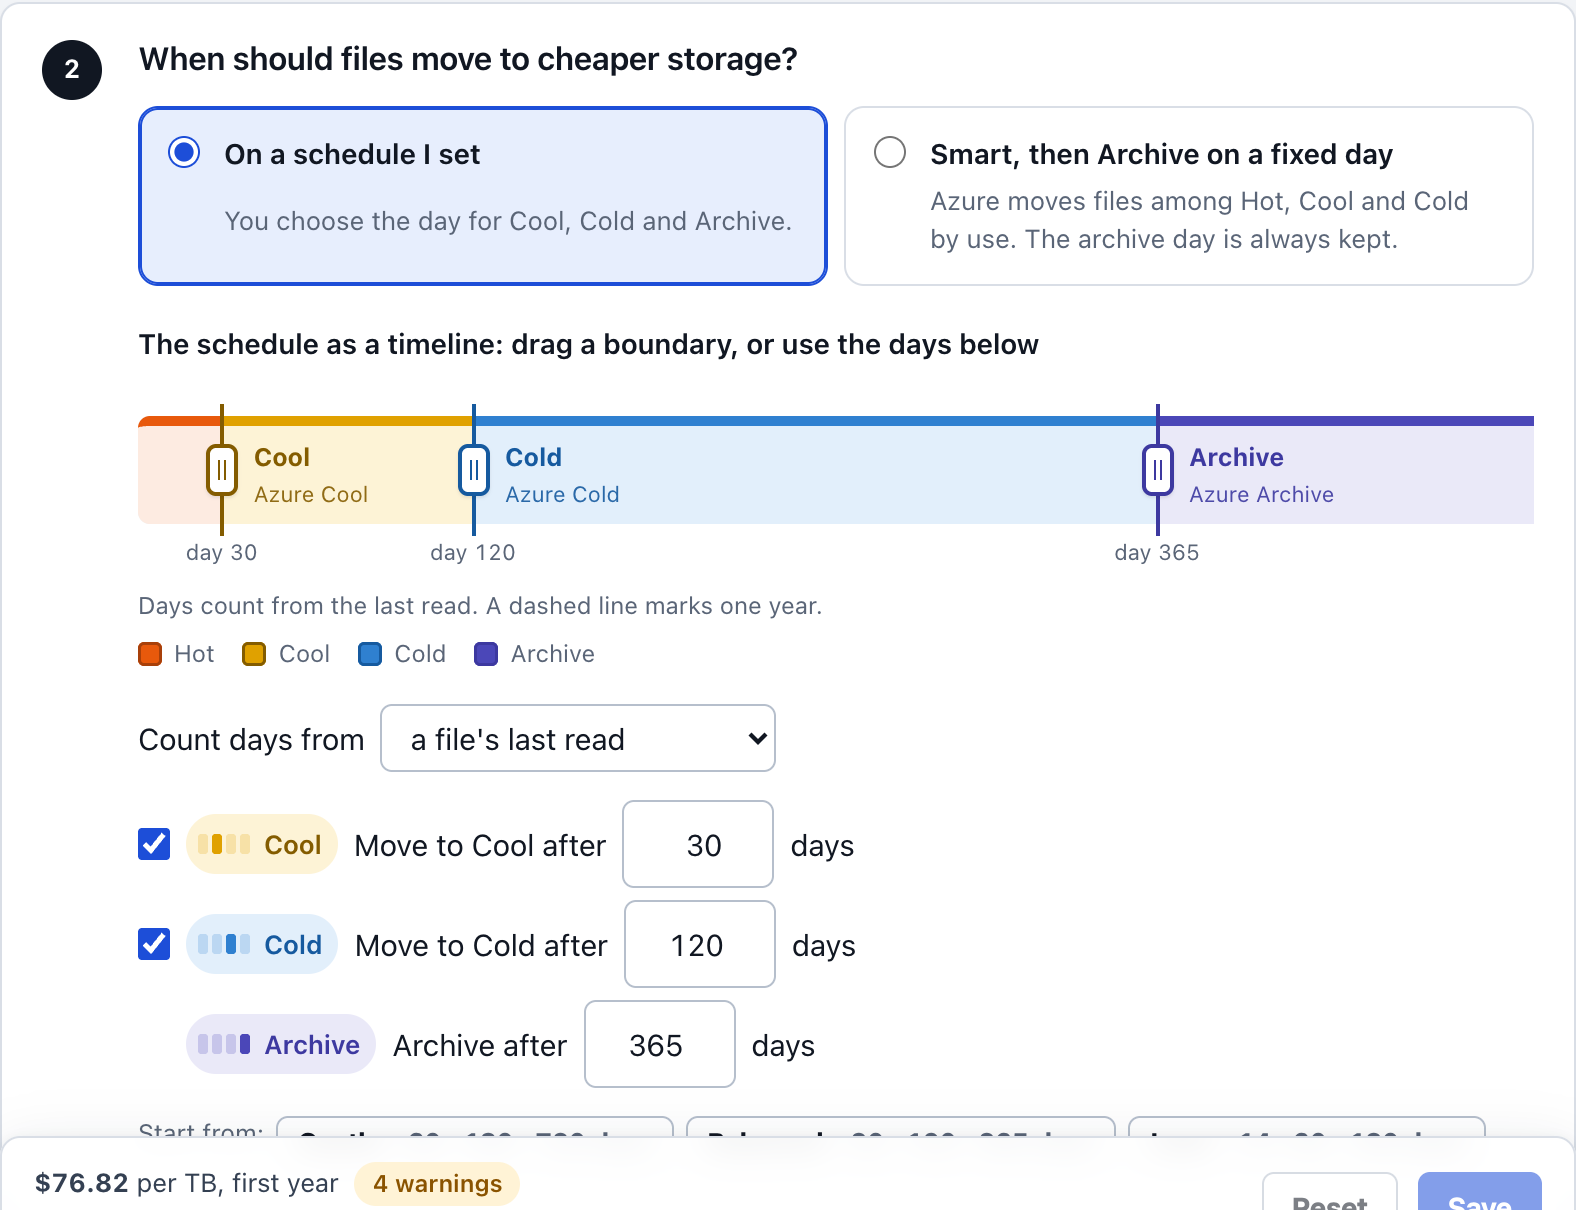 2
When should files move to cheaper storage?
On a schedule I set
You choose the day for Cool, Cold and Archive.
Smart, then Archive on a fixed day
Azure moves files among Hot, Cool and Cold
by use. The archive day is always kept.
The schedule as a timeline: drag a boundary, or use the days below
Cool
Azure Cool
Cold
Azure Cold
Archive
Azure Archive
day 30
day 120
day 365
Days count from the last read. A dashed line marks one year.
Hot
Cool
Cold
Archive
Count days from
a file's last read
Cool
Move to Cool after
30
days
Cold
Move to Cold after
120
days
Archive
Archive after
365
days
Start from:
$76.82 per TB, first year
4 warnings
Reset
Save